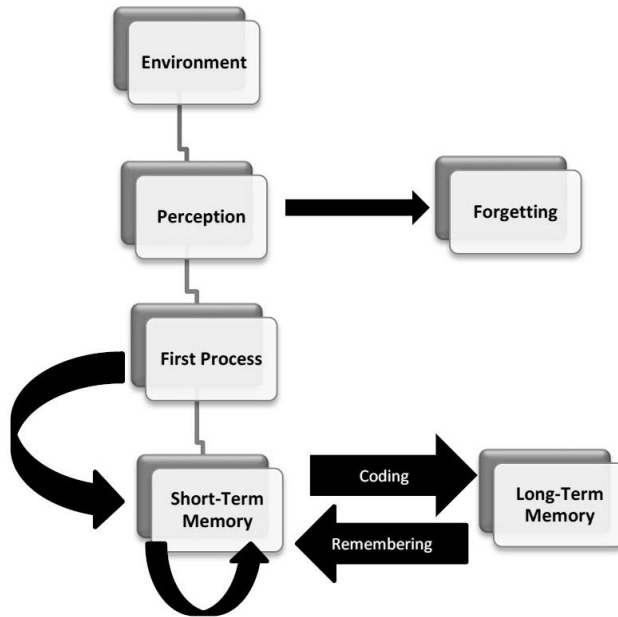 Environment
Perception
Forgetting
First Process
Short-Term
Memory
Coding
Remembering
Long-Term
Memory